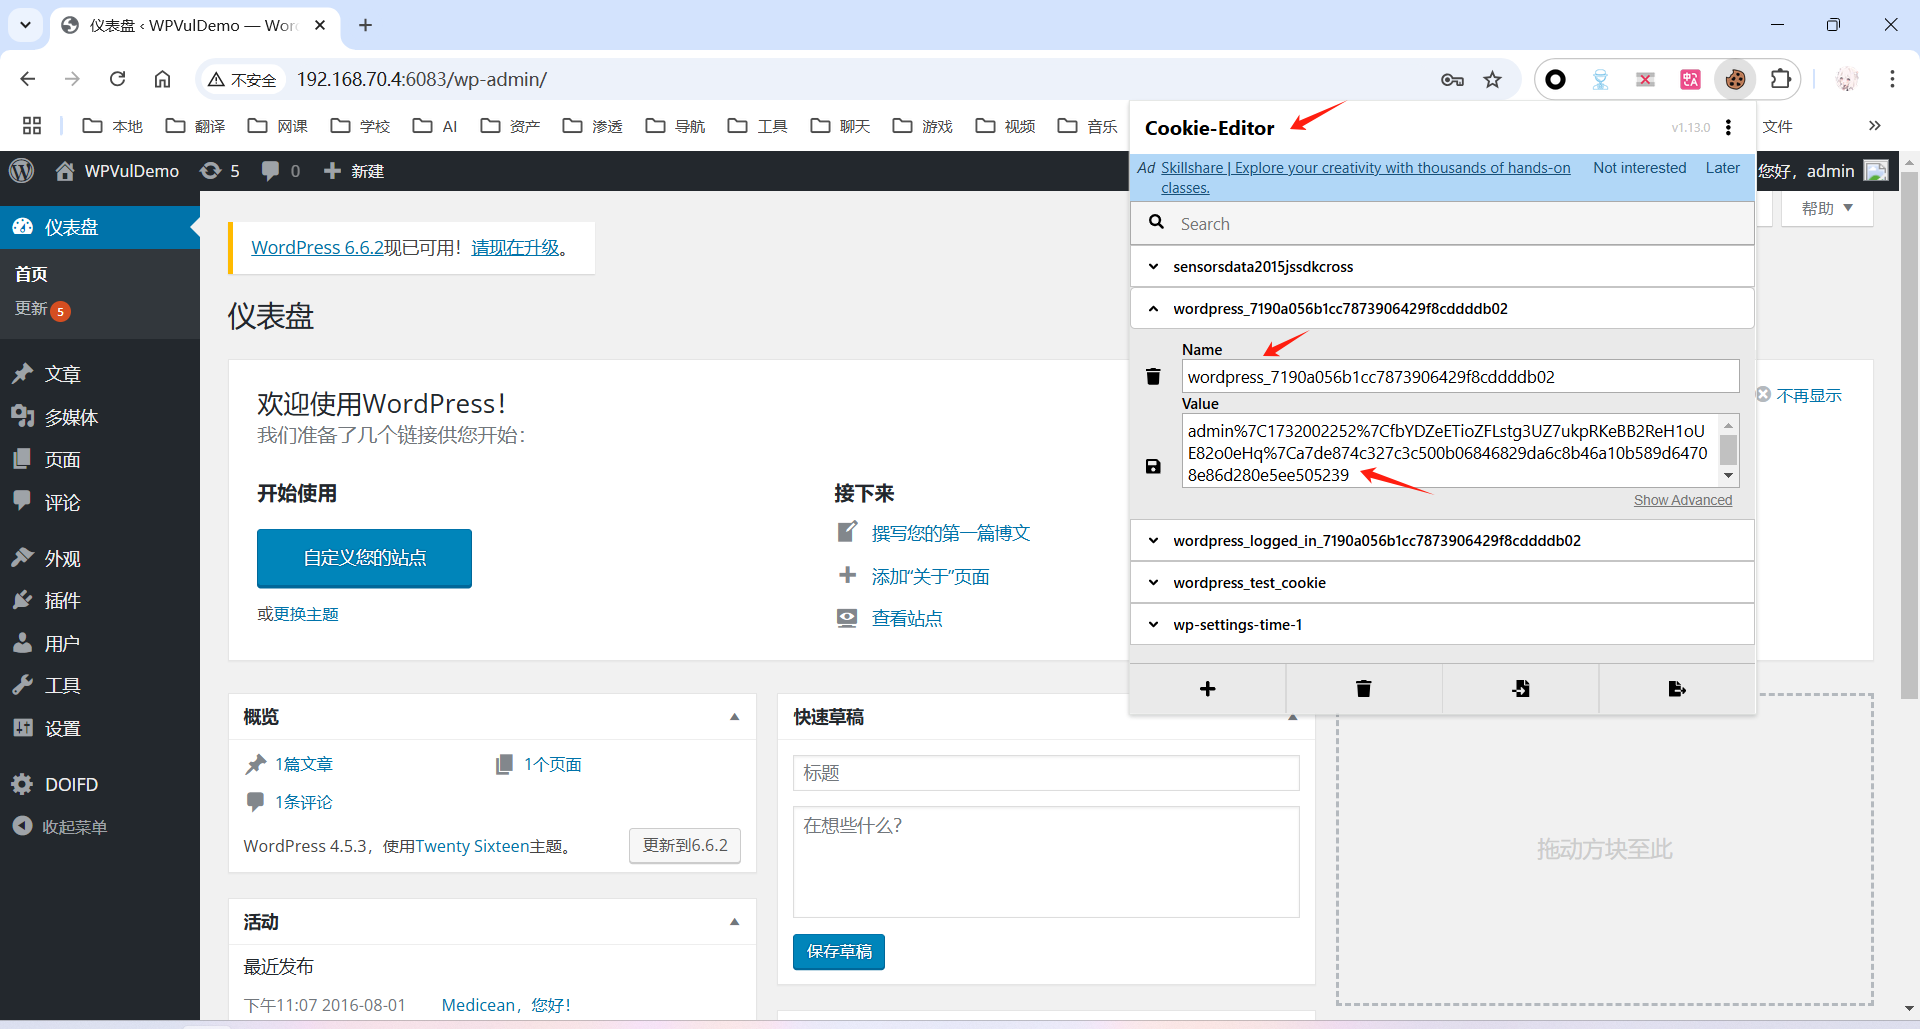 仪表盘 ‹ WPVulDemo — Wor
不安全
192.168.70.4:6083/wp-admin/
本地
翻译
网课
学校
AI
资产
渗透
导航
工具
聊天
游戏
视频
音乐
文件
WPVulDemo
5
0
新建
您好，admin
仪表盘
首页
更新 5
文章
多媒体
页面
评论
外观
插件
用户
工具
设置
DOIFD
收起菜单
帮助
WordPress 6.6.2现已可用！请现在升级。
仪表盘
欢迎使用WordPress！
我们准备了几个链接供您开始：
不再显示
开始使用
自定义您的站点
或更换主题
接下来
撰写您的第一篇博文
添加“关于”页面
查看站点
概览
1篇文章
1个页面
1条评论
WordPress 4.5.3，使用Twenty Sixteen主题。
更新到6.6.2
活动
最近发布
下午11:07 2016-08-01
Medicean，您好！
快速草稿
标题
在想些什么？
保存草稿
拖动方块至此
Cookie-Editor
v1.13.0
Ad Skillshare | Explore your creativity with thousands of hands-on
classes.
Not interested
Later
Search
sensorsdata2015jssdkcross
wordpress_7190a056b1cc7873906429f8cddddb02
Name
wordpress_7190a056b1cc7873906429f8cddddb02
Value
admin%7C1732002252%7CfbYDZeETioZFLstg3UZ7ukpRKeBB2ReH1oU
E82o0eHq%7Ca7de874c327c3c500b06846829da6c8b46a10b589d6470
8e86d280e5ee505239
Show Advanced
wordpress_logged_in_7190a056b1cc7873906429f8cddddb02
wordpress_test_cookie
wp-settings-time-1